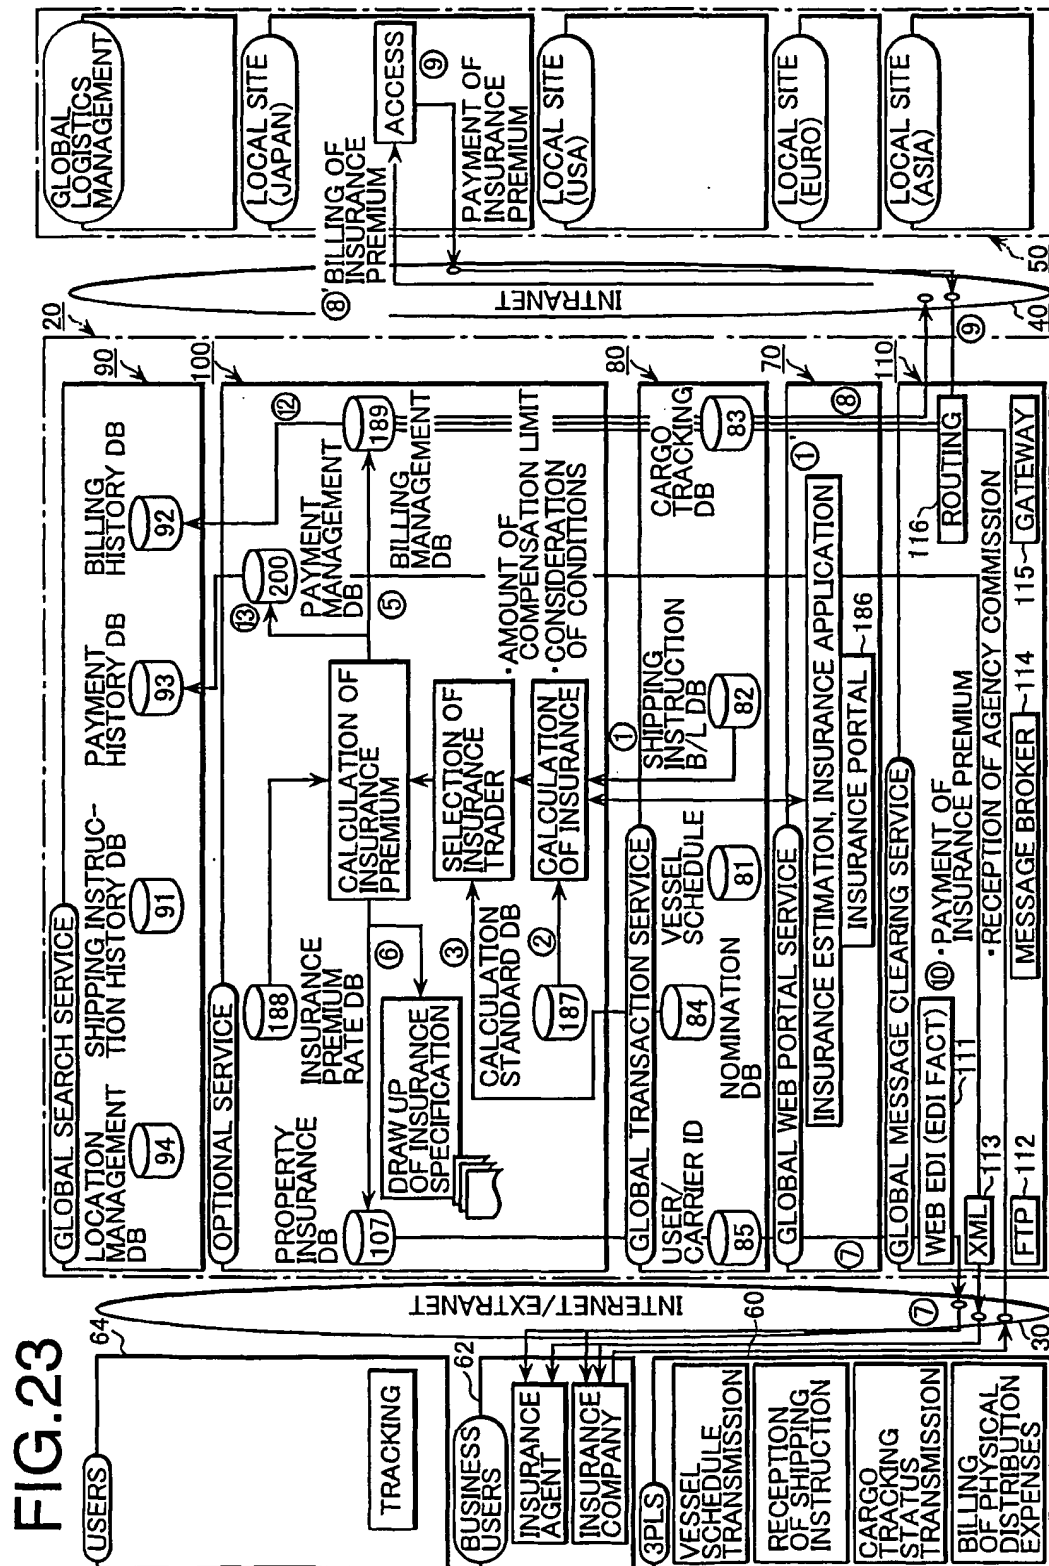 FIG.23
USERS
64
TRACKING
BUSINESS
USERS
62
INSURANCE
AGENT
INSURANCE
COMPANY
3PLS
60
VESSEL
SCHEDULE
TRANSMISSION
RECEPTION
OF SHIPPING
INSTRUCTION
CARGO
TRACKING
STATUS
TRANSMISSION
BILLING
OF PHYSICAL
DISTRIBUTION
EXPENSES
INTERNET/EXTRANET
⑦
30
20
GLOBAL SEARCH SERVICE
90
LOCATION
MANAGEMENT
DB
94
SHIPPING INSTRUC-
TION HISTORY DB
91
PAYMENT
HISTORY DB
93
BILLING
HISTORY DB
92
OPTIONAL SERVICE
100
PROPERTY
INSURANCE
DB
107
188
INSURANCE
PREMIUM
RATE DB
⑥
DRAW UP
OF INSURANCE
SPECIFICATION
CALCULATION OF
INSURANCE
PREMIUM
⑬
200
PAYMENT
MANAGEMENT
DB
⑤
⑫
189
BILLING
MANAGEMENT
DB
③
CALCULATION
STANDARD DB
②
187
SELECTION OF
INSURANCE
TRADER
CALCULATION
OF INSURANCE
・AMOUNT OF
COMPENSATION LIMIT
・CONSIDERATION
OF CONDITIONS
GLOBAL TRANSACTION SERVICE
80
USER/
CARRIER ID
85
84
NOMINATION
DB
VESSEL
SCHEDULE
81
①
SHIPPING
INSTRUCTION
B/L DB
82
CARGO
TRACKING
DB
83
GLOBAL WEB PORTAL SERVICE
70
⑦
INSURANCE ESTIMATION, INSURANCE APPLICATION
INSURANCE PORTAL
186
①'
⑧
GLOBAL MESSAGE CLEARING SERVICE
110
WEB EDI (EDI FACT)
111
⑩
・PAYMENT OF
INSURANCE PREMIUM
・RECEPTION OF AGENCY COMMISSION
XML
113
FTP
112
MESSAGE BROKER
114
GATEWAY
115
ROUTING
116
INTRANET
40
⑨
GLOBAL
LOGISTICS
MANAGEMENT
LOCAL SITE
(JAPAN)
⑧'
BILLING OF
INSURANCE
PREMIUM
ACCESS
⑨
PAYMENT OF
INSURANCE
PREMIUM
LOCAL SITE
(USA)
LOCAL SITE
(EURO)
LOCAL SITE
(ASIA)
50